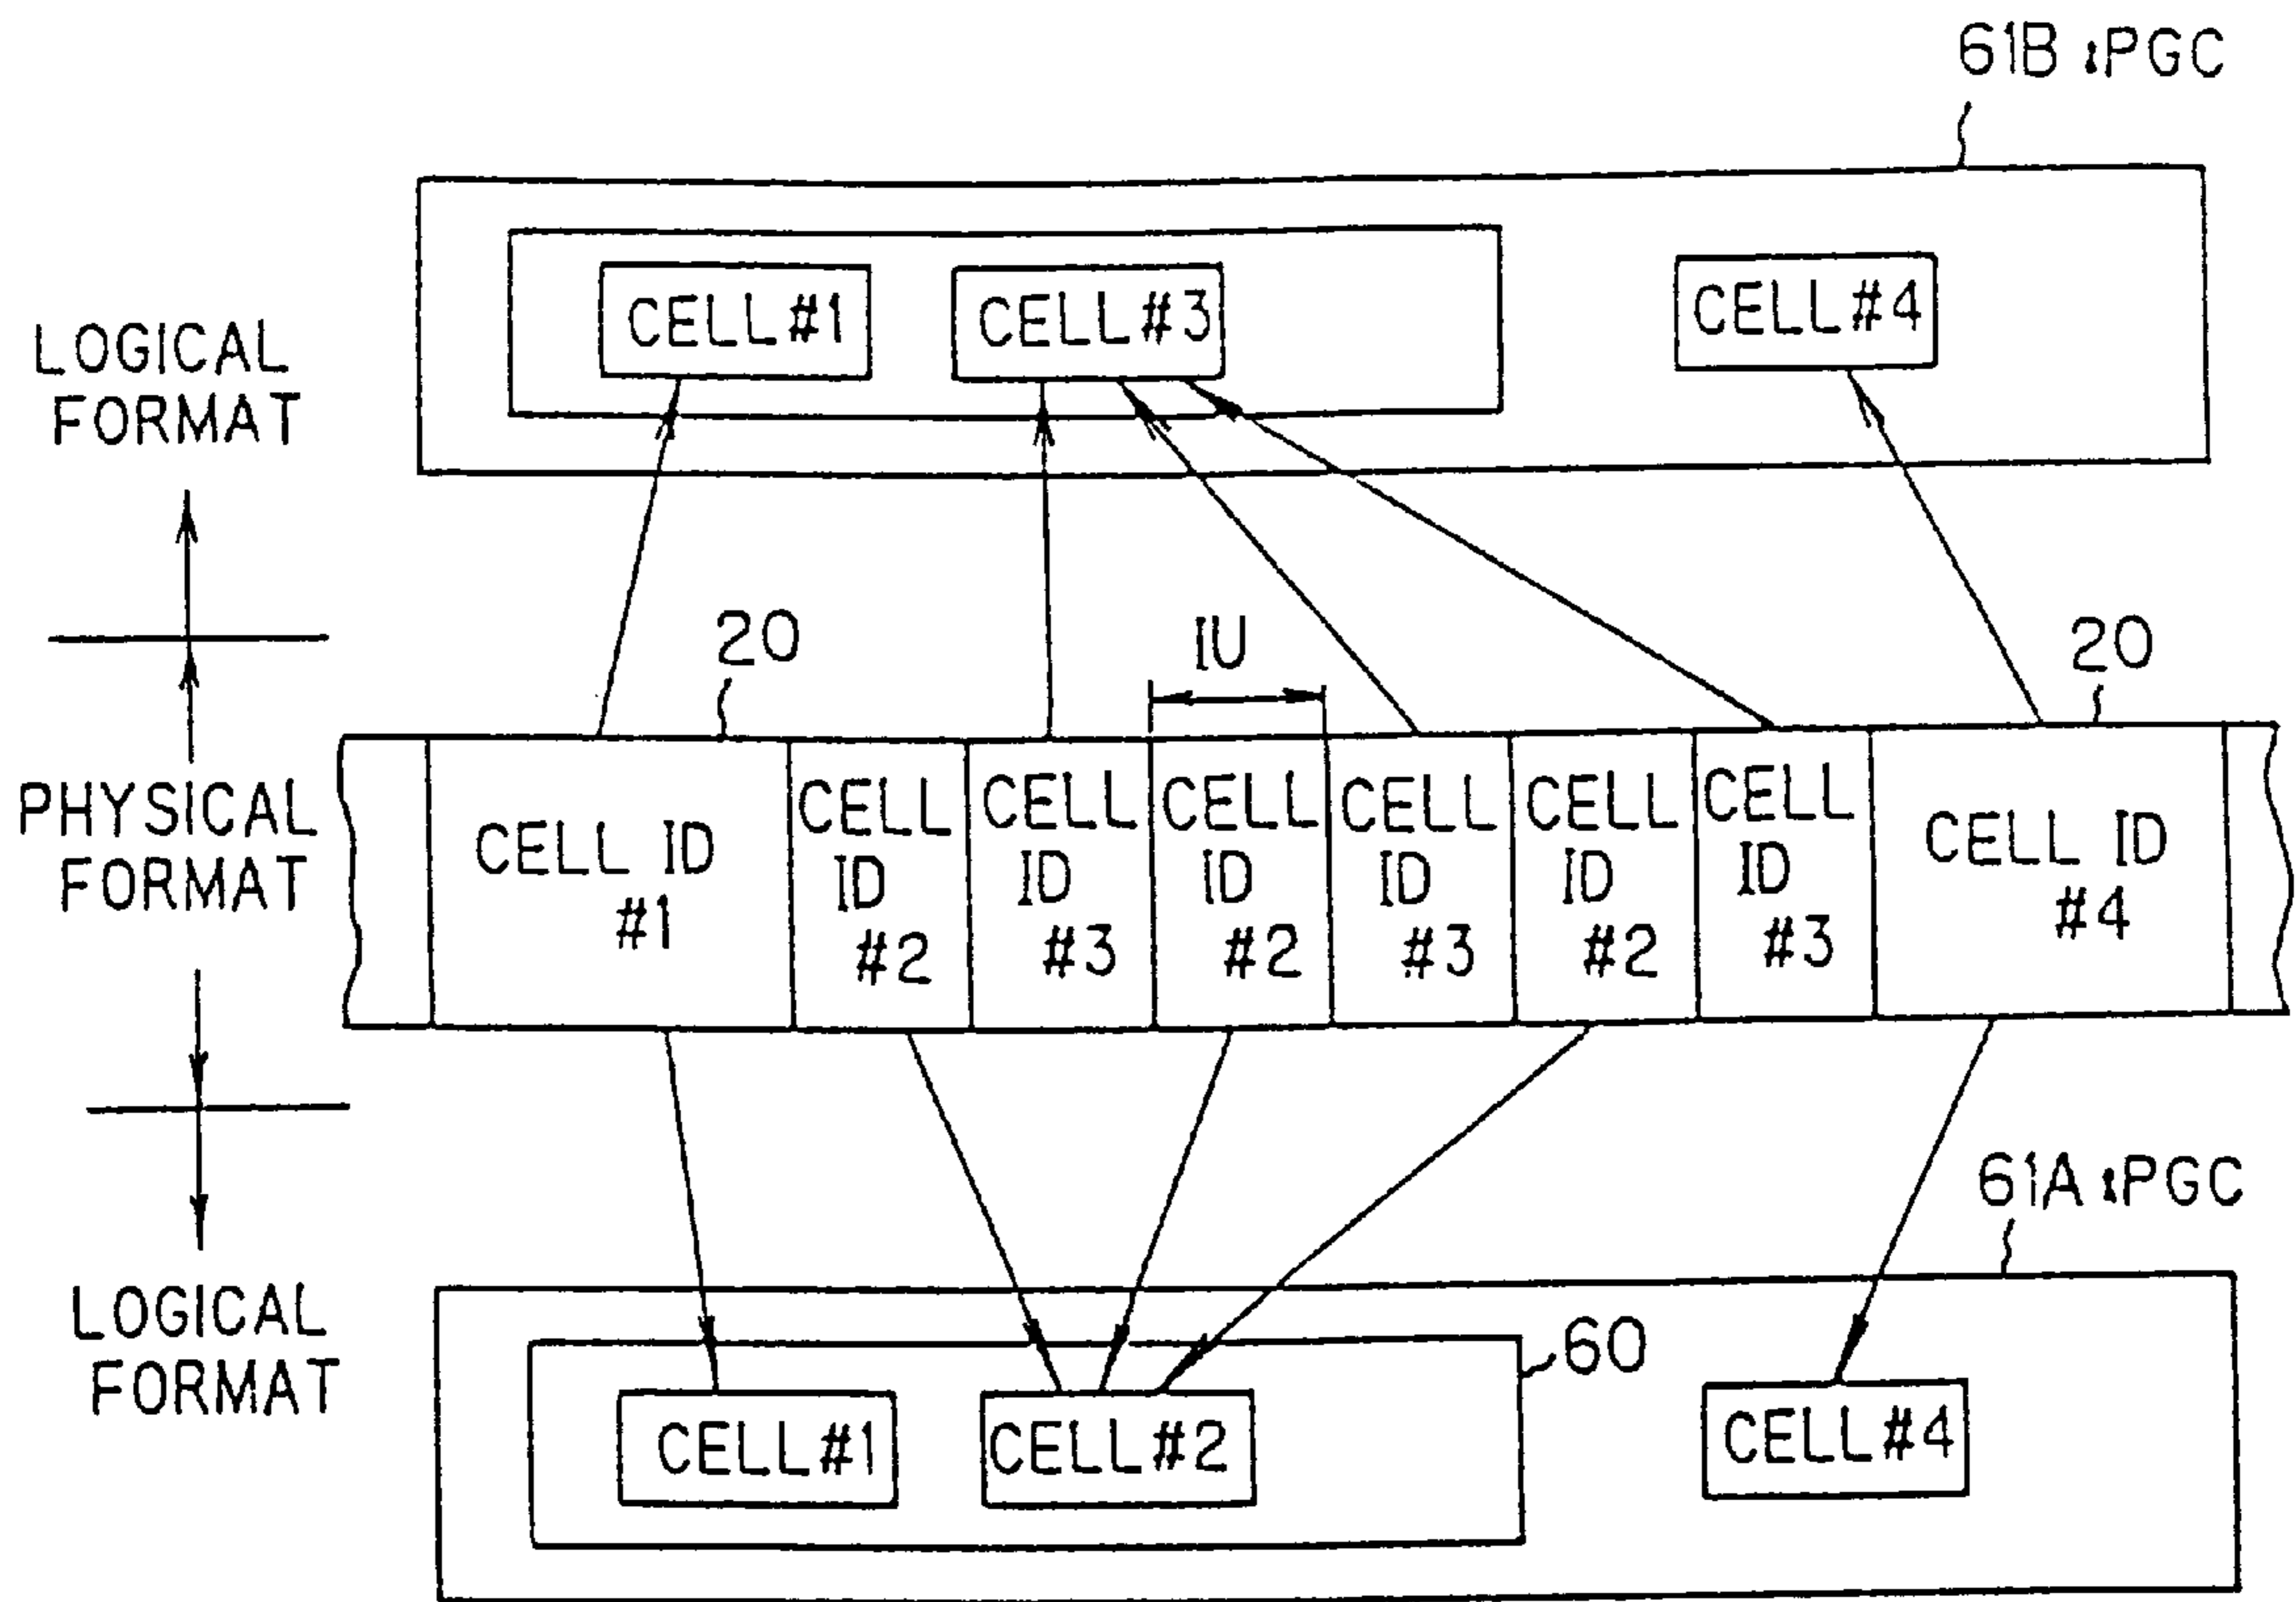 61B :PGC
CELL #1
CELL #3
CELL #4
LOGICAL
FORMAT
20
IU
20
PHYSICAL
FORMAT
CELL ID
#1
CELL
ID
#2
CELL
ID
#3
CELL
ID
#2
CELL
ID
#3
CELL
ID
#2
CELL
ID
#3
CELL ID
#4
61A :PGC
LOGICAL
FORMAT
60
CELL #1
CELL #2
CELL #4